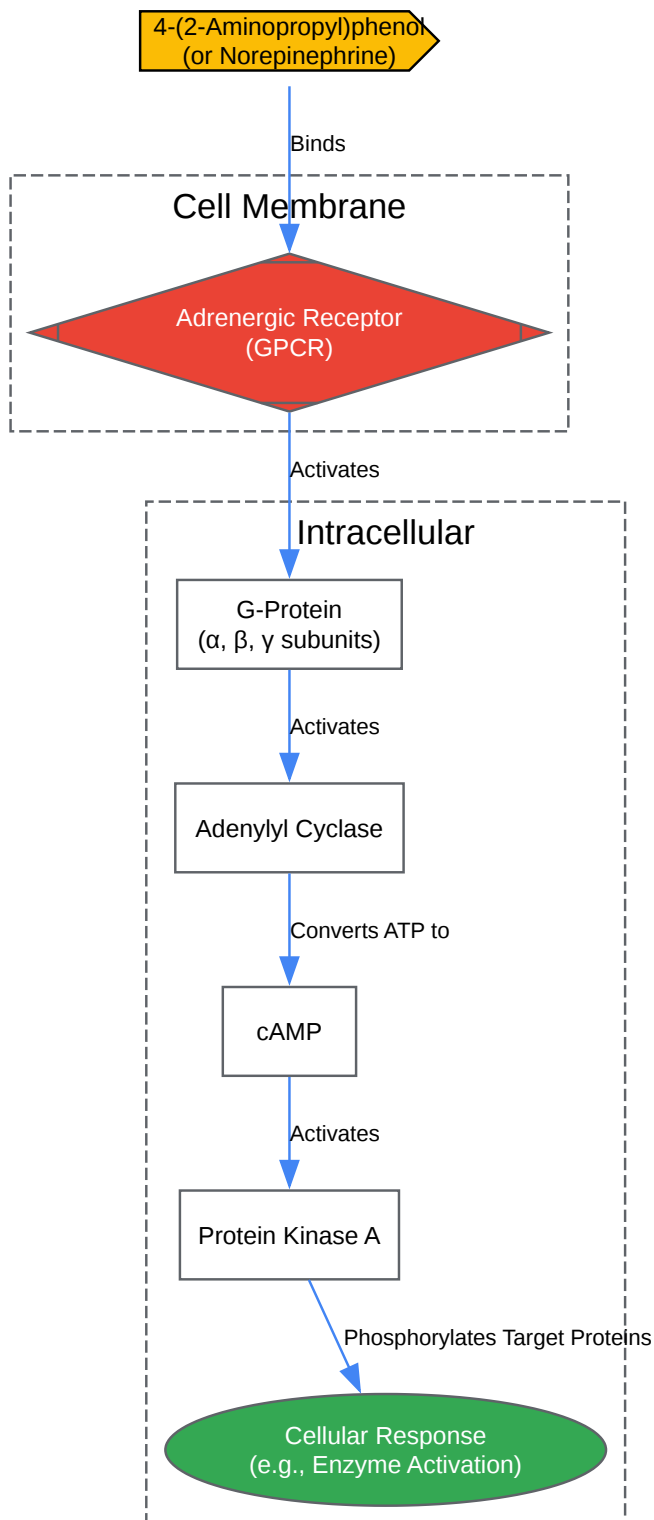 4-(2-Aminopropyl)phenol
(or Norepinephrine)
Binds
Cell Membrane
Adrenergic Receptor
(GPCR)
Activates
Intracellular
G-Protein
(α, β, γ subunits)
Activates
Adenylyl Cyclase
Converts ATP to
cAMP
Activates
Protein Kinase A
Phosphorylates Target Proteins
Cellular Response
(e.g., Enzyme Activation)